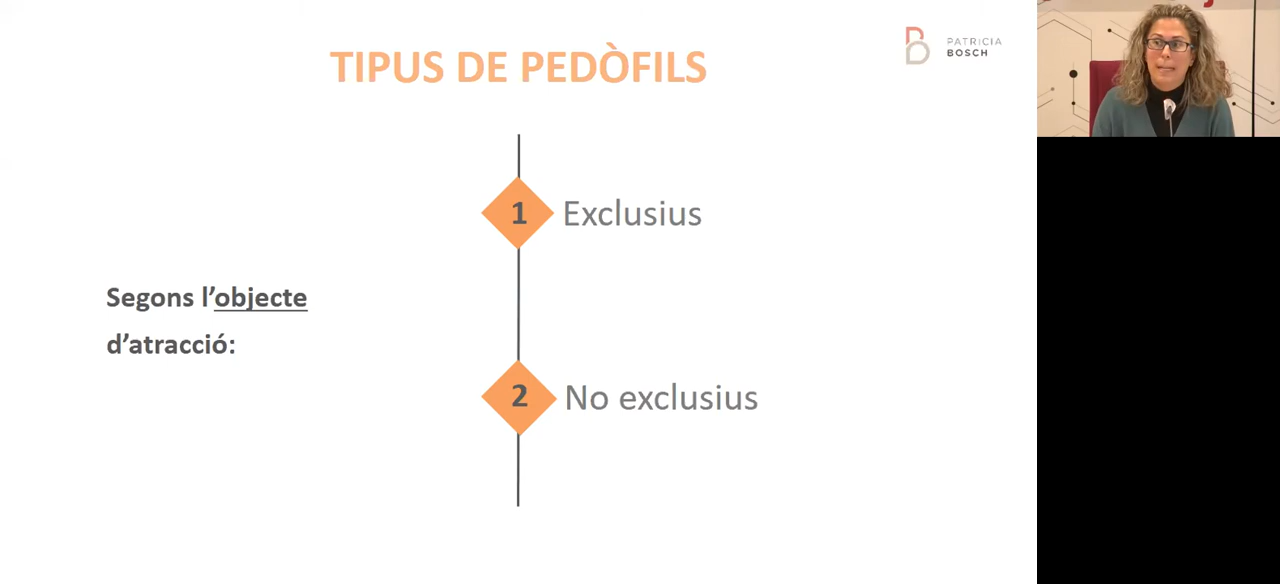 TIPUS DE PEDÒFILS
PATRICIA
BOSCH
1 Exclusius
Segons l’objecte
d’atracció:
2 No exclusius